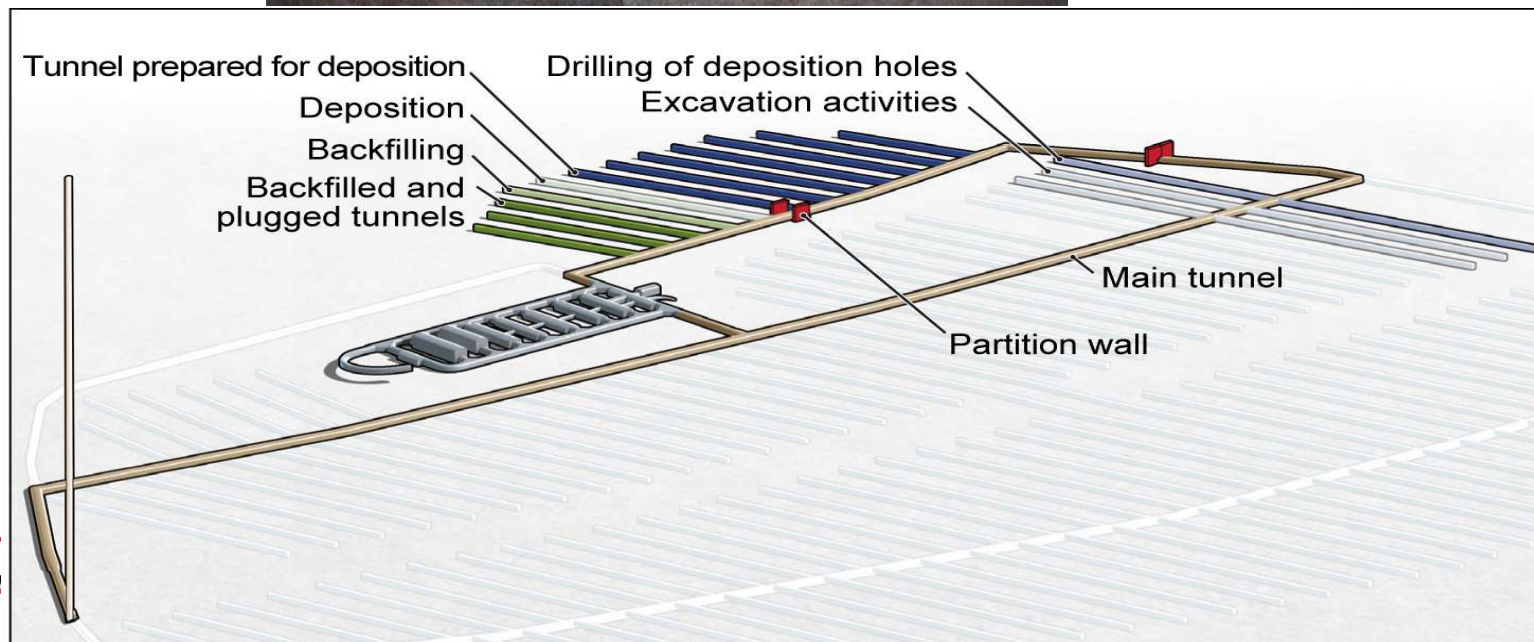 Tunnel prepared for deposition
Deposition
Backfilling
Backfilled and
plugged tunnels
Drilling of deposition holes
Excavation activities
Main tunnel
Partition wall